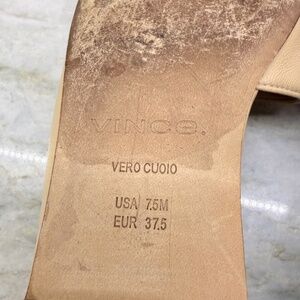 VINCE.
VERO CUOIO
USA 7.5M
EUR 37.5